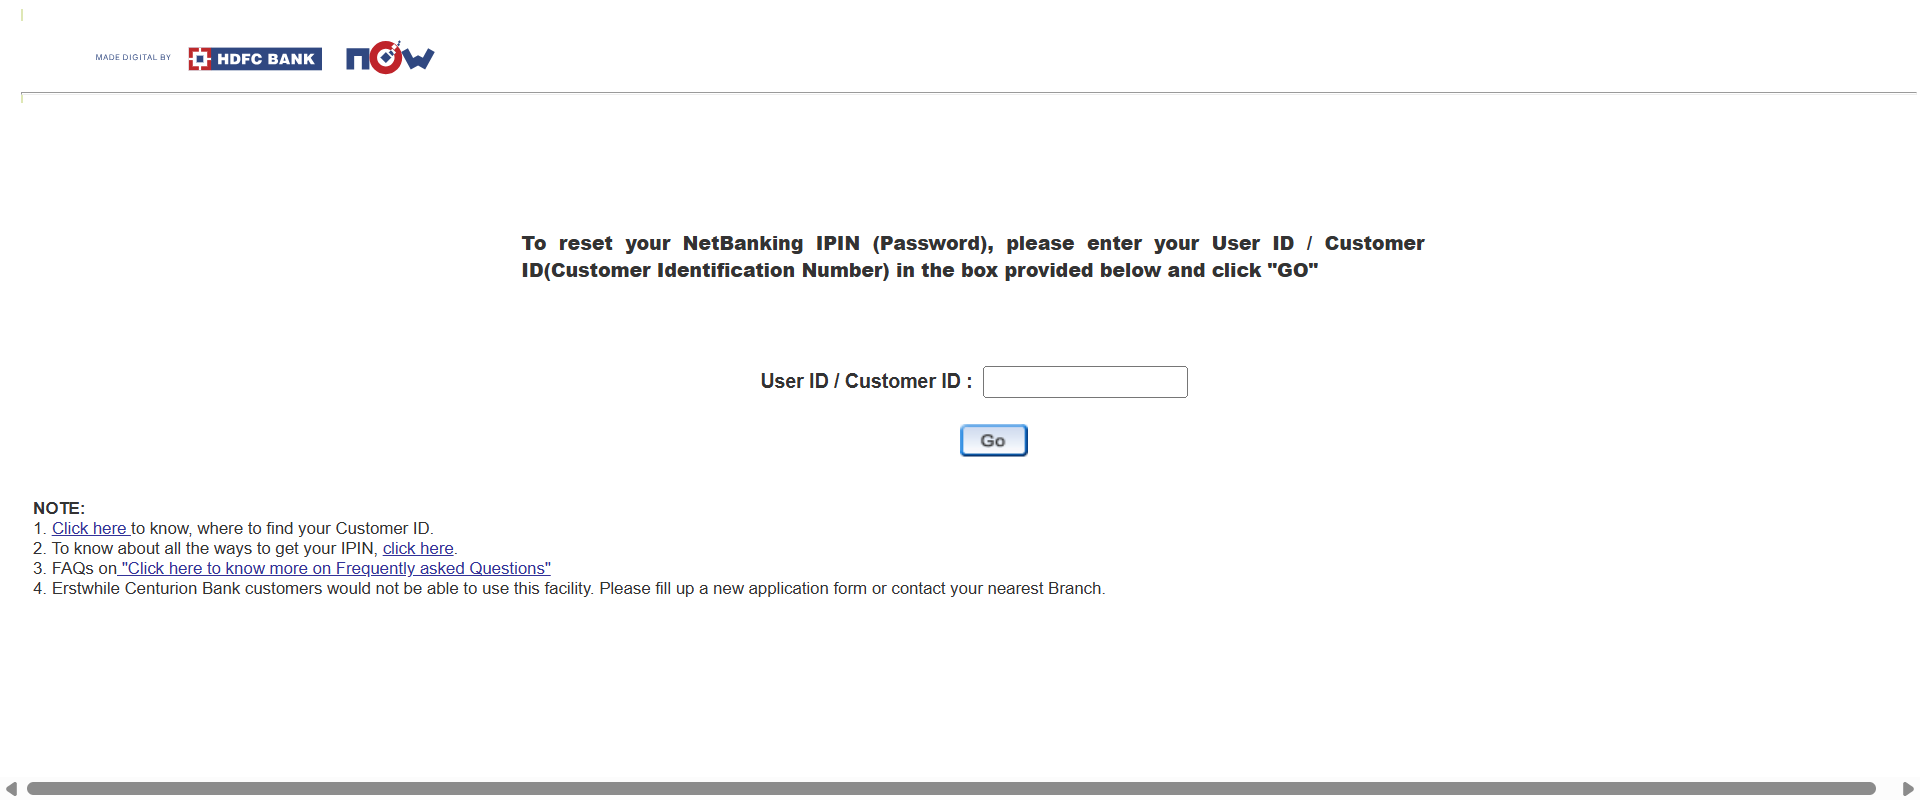 MADE DIGITAL BY HDFC BANK now
To reset your NetBanking IPIN (Password), please enter your User ID / Customer
ID(Customer Identification Number) in the box provided below and click "GO"
User ID / Customer ID :
Go
NOTE:
1. Click here to know, where to find your Customer ID.
2. To know about all the ways to get your IPIN, click here.
3. FAQs on "Click here to know more on Frequently asked Questions"
4. Erstwhile Centurion Bank customers would not be able to use this facility. Please fill up a new application form or contact your nearest Branch.